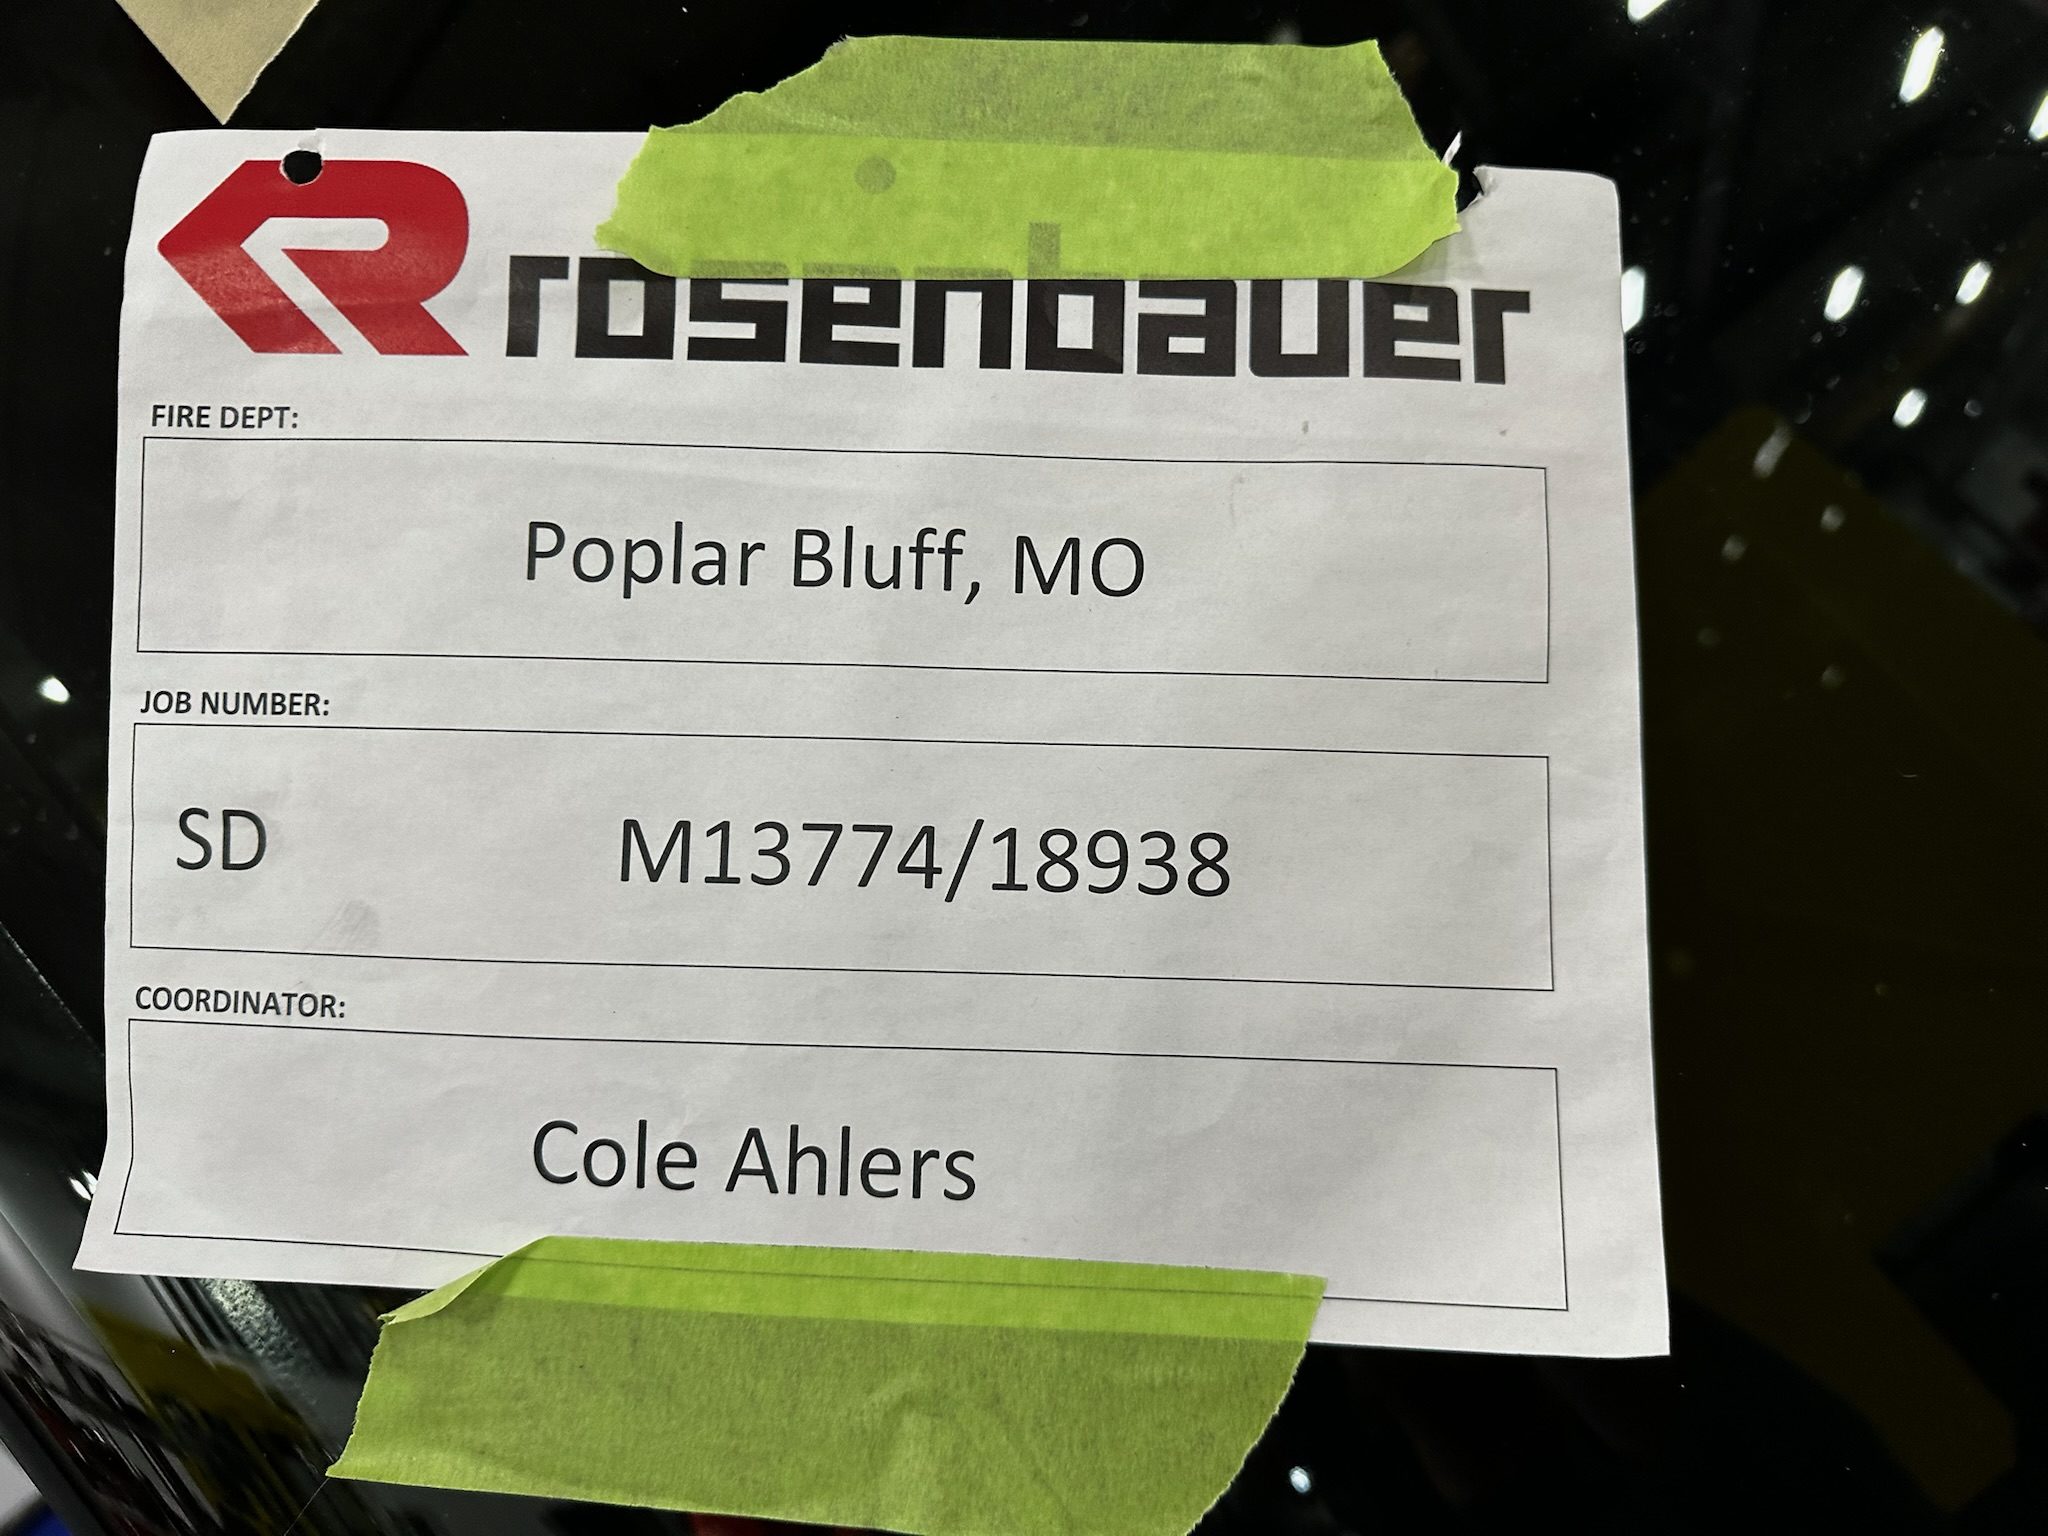 rosenbauer
FIRE DEPT:
Poplar Bluff, MO
JOB NUMBER:
SD M13774/18938
COORDINATOR:
Cole Ahlers